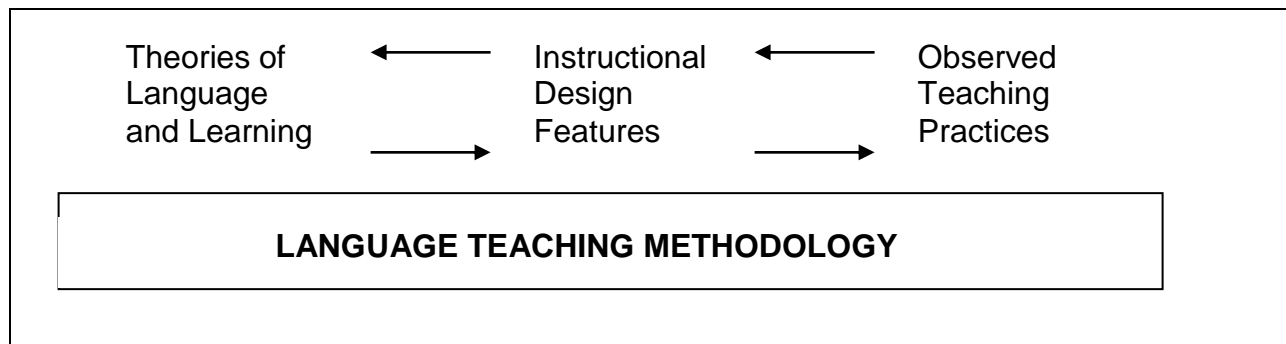 Theories of
Language
and Learning
Instructional
Design
Features
Observed
Teaching
Practices
LANGUAGE TEACHING METHODOLOGY